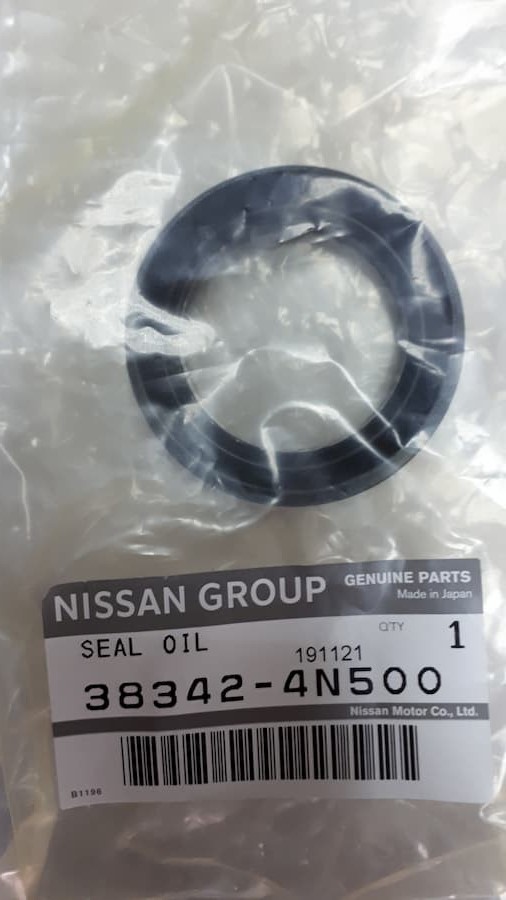 NISSAN GROUP
GENUINE PARTS
Made in Japan
SEAL OIL
Q'TY
1
191121
38342-4N500
Nissan Motor Co., Ltd.
B1196